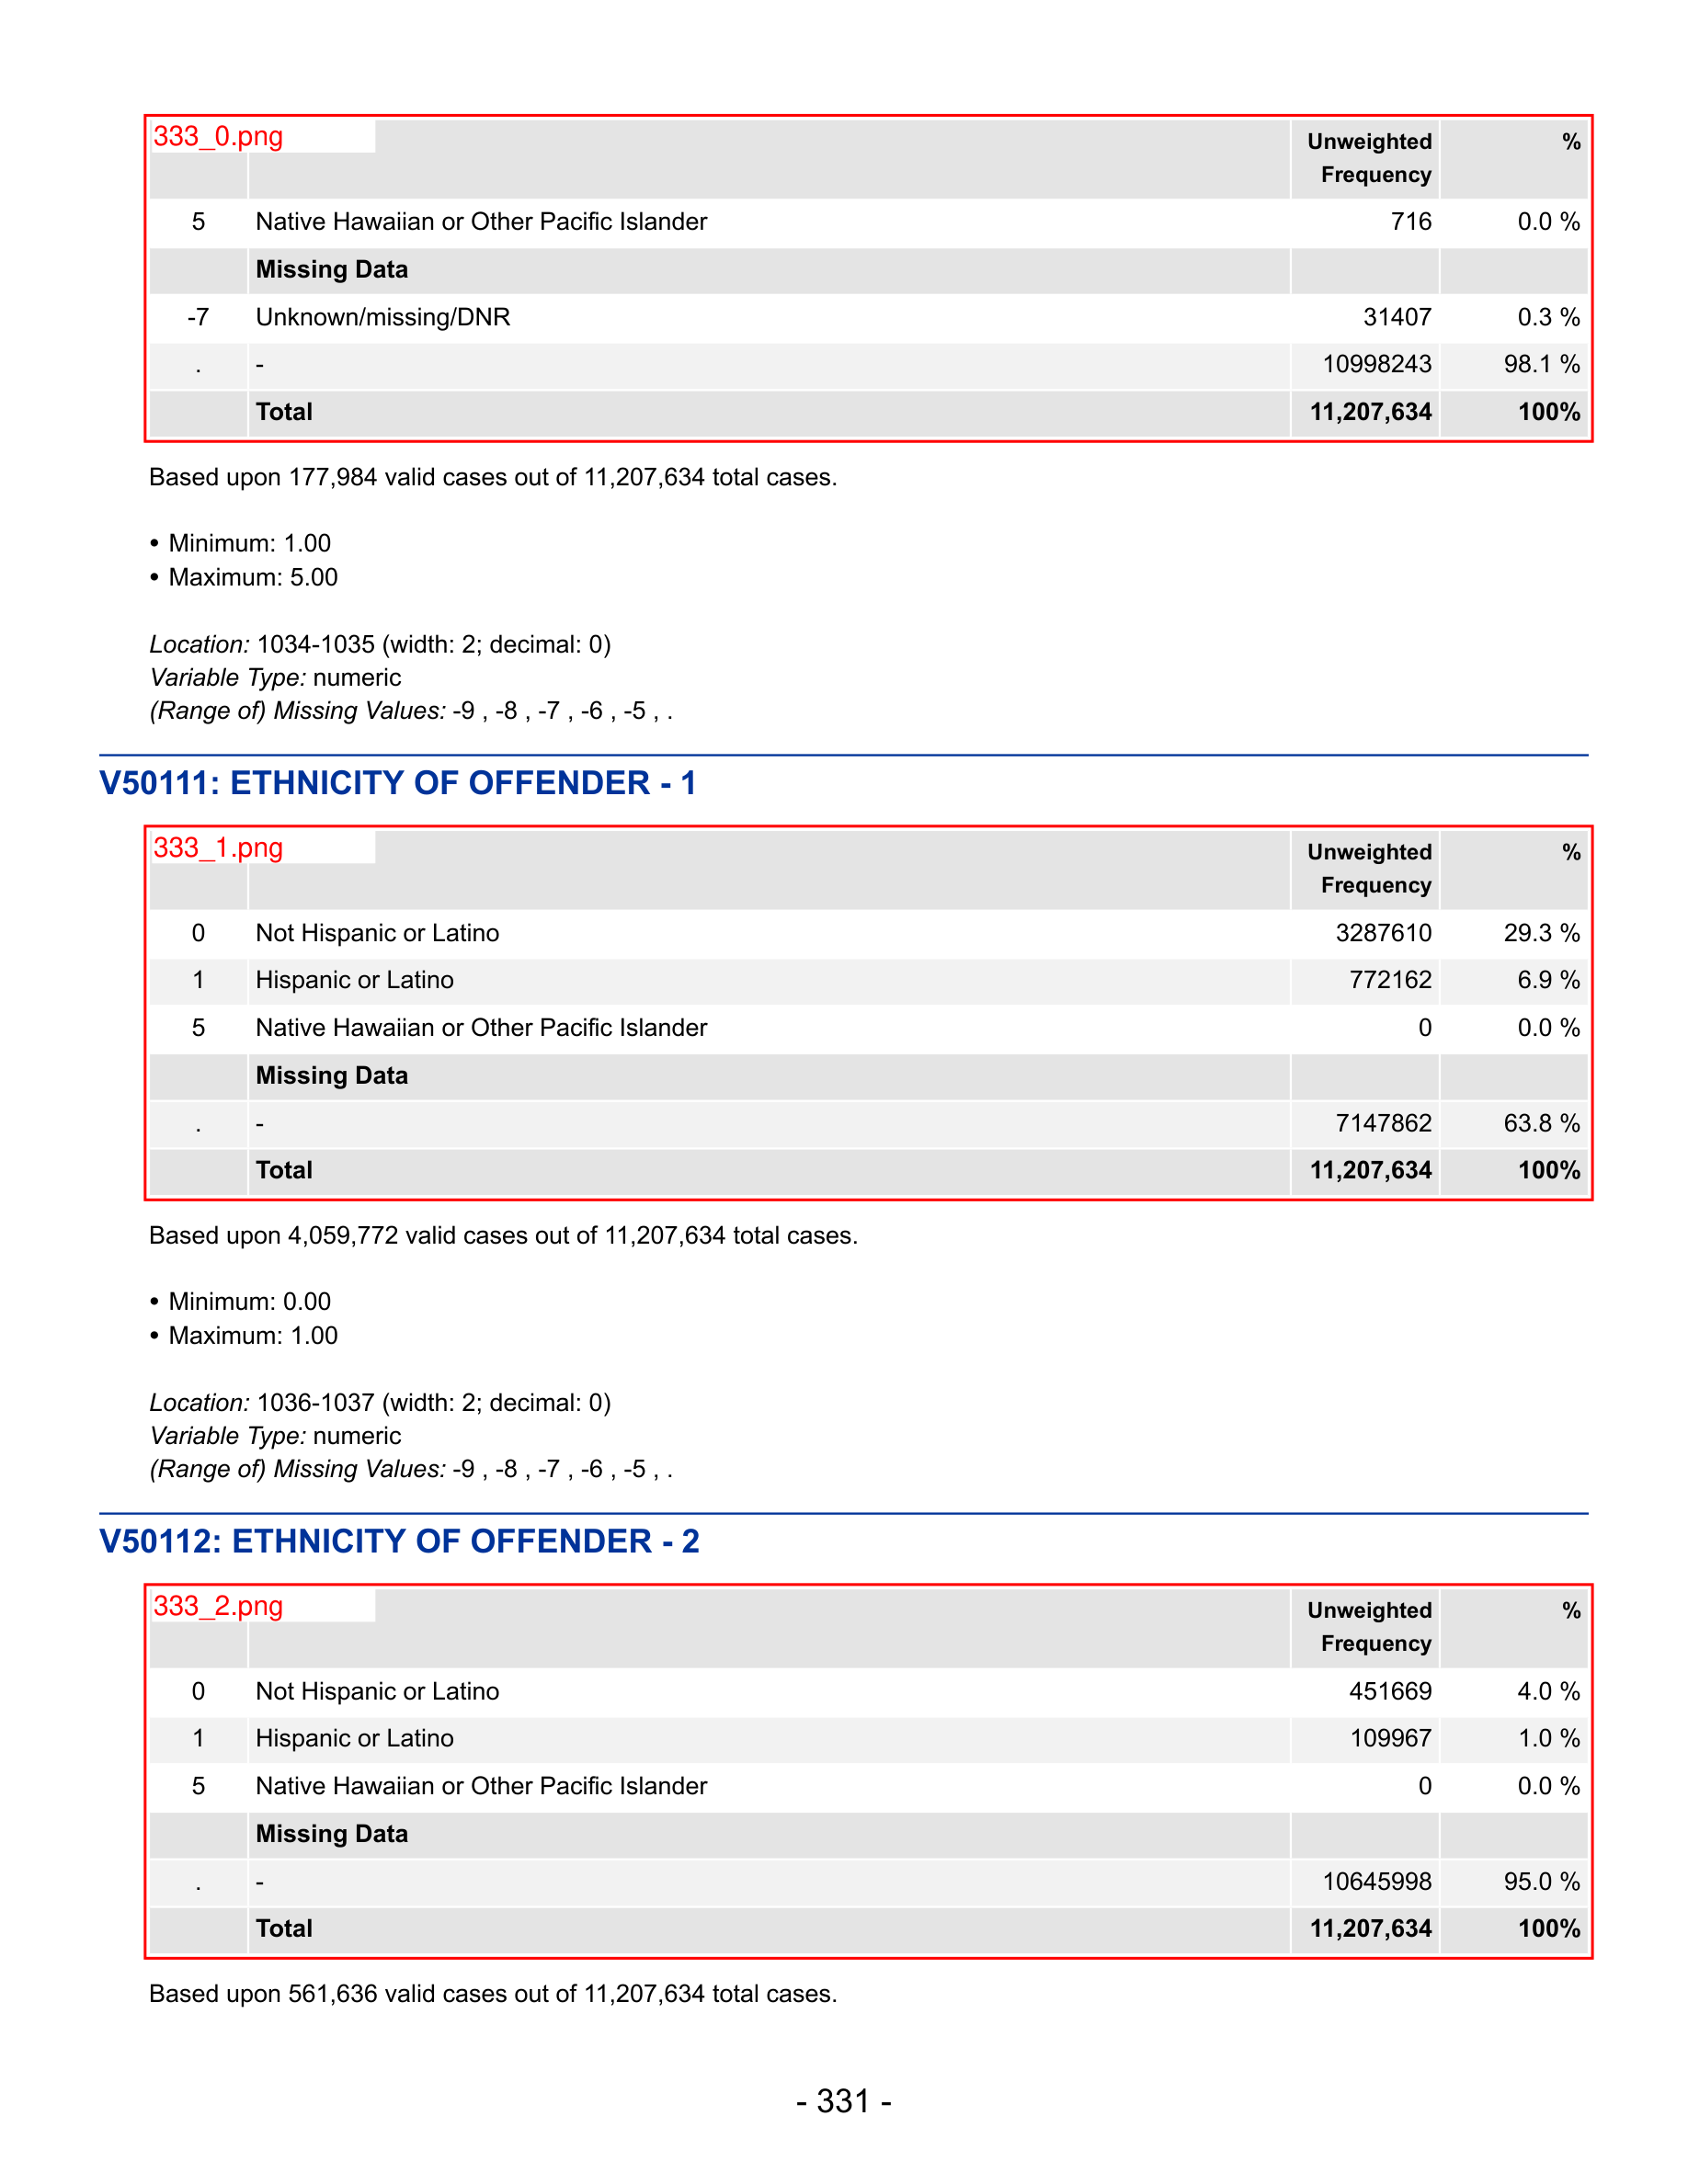 333_0.png
Unweighted Frequency %
5 Native Hawaiian or Other Pacific Islander 716 0.0 %
Missing Data
-7 Unknown/missing/DNR 31407 0.3 %
. - 10998243 98.1 %
Total 11,207,634 100%
Based upon 177,984 valid cases out of 11,207,634 total cases.
• Minimum: 1.00
• Maximum: 5.00
Location: 1034-1035 (width: 2; decimal: 0)
Variable Type: numeric
(Range of) Missing Values: -9 , -8 , -7 , -6 , -5 , .
V50111: ETHNICITY OF OFFENDER - 1
333_1.png
Unweighted Frequency %
0 Not Hispanic or Latino 3287610 29.3 %
1 Hispanic or Latino 772162 6.9 %
5 Native Hawaiian or Other Pacific Islander 0 0.0 %
Missing Data
. - 7147862 63.8 %
Total 11,207,634 100%
Based upon 4,059,772 valid cases out of 11,207,634 total cases.
• Minimum: 0.00
• Maximum: 1.00
Location: 1036-1037 (width: 2; decimal: 0)
Variable Type: numeric
(Range of) Missing Values: -9 , -8 , -7 , -6 , -5 , .
V50112: ETHNICITY OF OFFENDER - 2
333_2.png
Unweighted Frequency %
0 Not Hispanic or Latino 451669 4.0 %
1 Hispanic or Latino 109967 1.0 %
5 Native Hawaiian or Other Pacific Islander 0 0.0 %
Missing Data
. - 10645998 95.0 %
Total 11,207,634 100%
Based upon 561,636 valid cases out of 11,207,634 total cases.
- 331 -